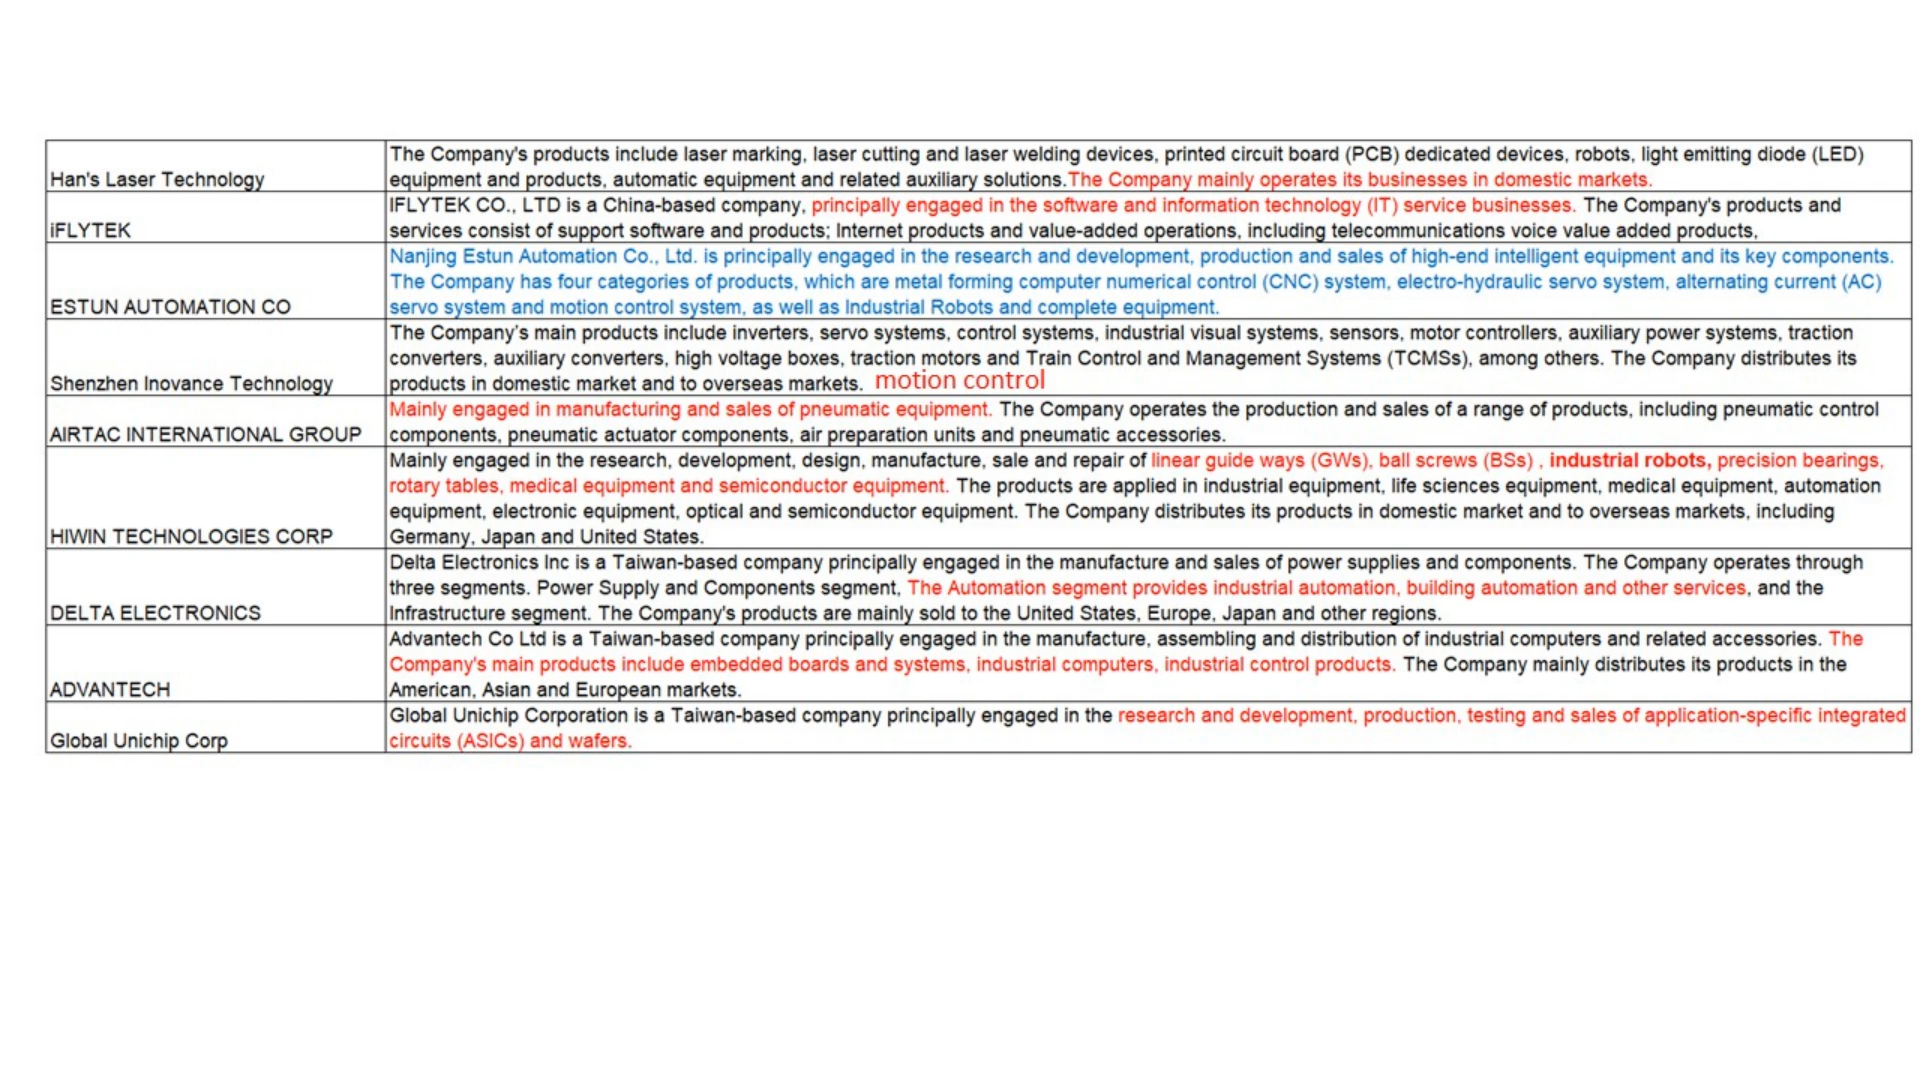 The Company's products include laser marking, laser cutting and laser welding devices, printed circuit board (PCB) dedicated devices, robots, light emitting diode (LED)
Han's Laser Technology equipment and products, automatic equipment and related auxiliary solutions.The Company mainly operates its businesses in domestic markets.
IFLYTEK CO., LTD is a China-based company, principally engaged in the software and information technology (IT) service businesses. The Company's products and
iFLYTEK services consist of support software and products; Internet products and value-added operations, including telecommunications voice value added products,
Nanjing Estun Automation Co., Ltd. is principally engaged in the research and development, production and sales of high-end intelligent equipment and its key components.
The Company has four categories of products, which are metal forming computer numerical control (CNC) system, electro-hydraulic servo system, alternating current (AC)
ESTUN AUTOMATION CO servo system and motion control system, as well as Industrial Robots and complete equipment.
The Company's main products include inverters, servo systems, control systems, industrial visual systems, sensors, motor controllers, auxiliary power systems, traction
converters, auxiliary converters, high voltage boxes, traction motors and Train Control and Management Systems (TCMSs), among others. The Company distributes its
Shenzhen Inovance Technology products in domestic market and to overseas markets. motion control
Mainly engaged in manufacturing and sales of pneumatic equipment. The Company operates the production and sales of a range of products, including pneumatic control
AIRTAC INTERNATIONAL GROUP components, pneumatic actuator components, air preparation units and pneumatic accessories.
Mainly engaged in the research, development, design, manufacture, sale and repair of linear guide ways (GWs), ball screws (BSs) , industrial robots, precision bearings,
rotary tables, medical equipment and semiconductor equipment. The products are applied in industrial equipment, life sciences equipment, medical equipment, automation
equipment, electronic equipment, optical and semiconductor equipment. The Company distributes its products in domestic market and to overseas markets, including
HIWIN TECHNOLOGIES CORP Germany, Japan and United States.
Delta Electronics Inc is a Taiwan-based company principally engaged in the manufacture and sales of power supplies and components. The Company operates through
three segments. Power Supply and Components segment, The Automation segment provides industrial automation, building automation and other services, and the
DELTA ELECTRONICS Infrastructure segment. The Company's products are mainly sold to the United States, Europe, Japan and other regions.
Advantech Co Ltd is a Taiwan-based company principally engaged in the manufacture, assembling and distribution of industrial computers and related accessories. The
Company's main products include embedded boards and systems, industrial computers, industrial control products. The Company mainly distributes its products in the
ADVANTECH American, Asian and European markets.
Global Unichip Corporation is a Taiwan-based company principally engaged in the research and development, production, testing and sales of application-specific integrated
Global Unichip Corp circuits (ASICs) and wafers.